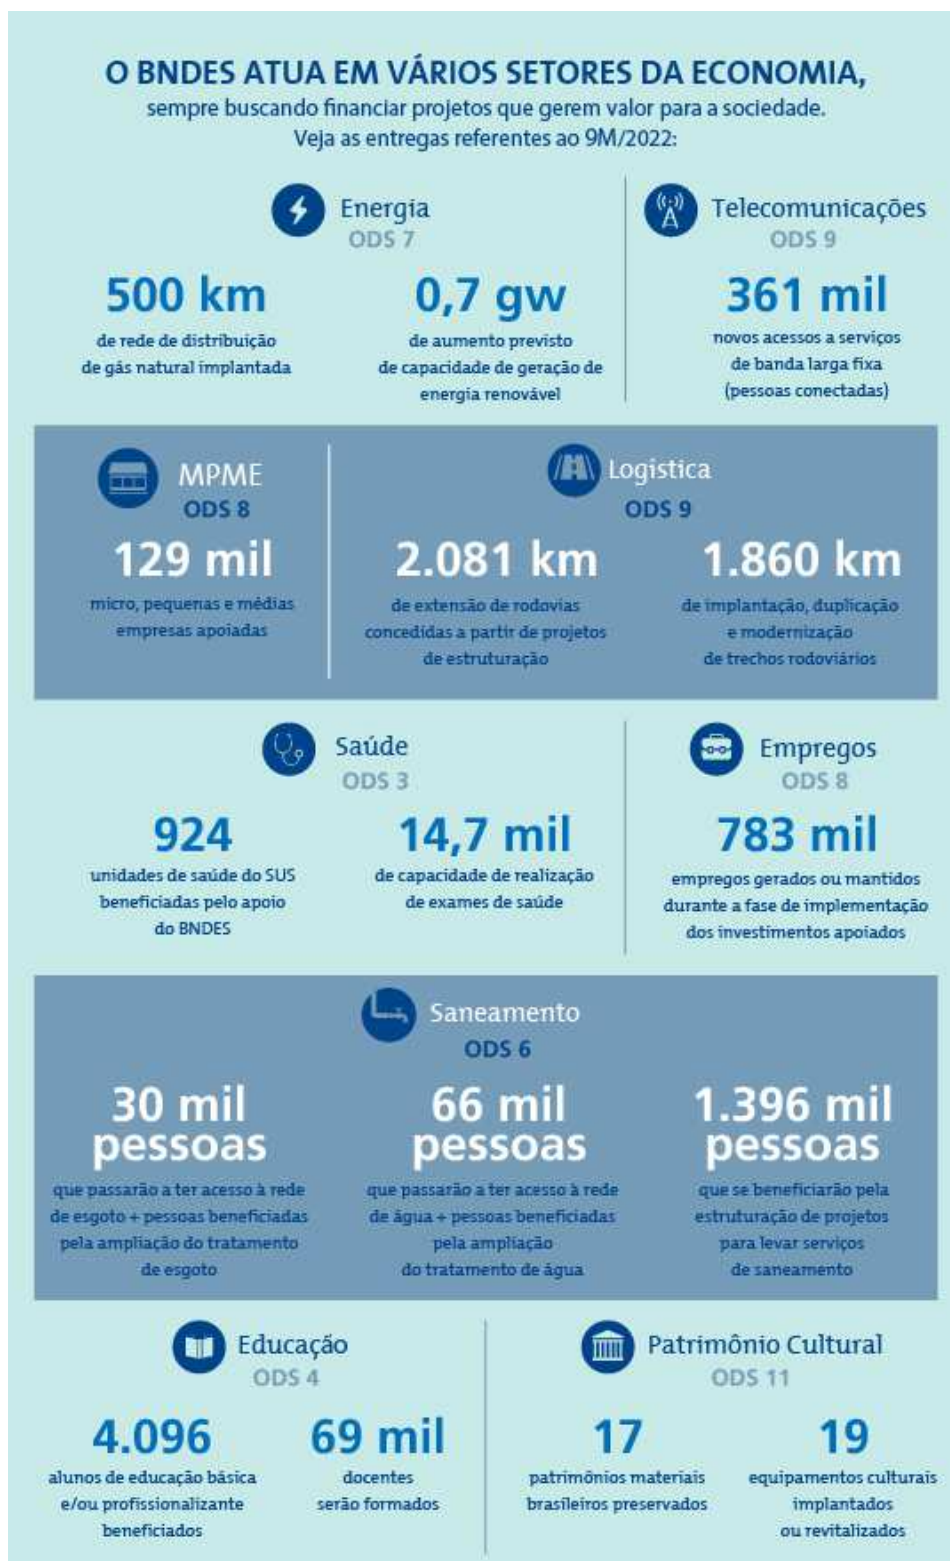 O BNDES ATUA EM VÁRIOS SETORES DA ECONOMIA,
sempre buscando financiar projetos que gerem valor para a sociedade.
Veja as entregas referentes ao 9M/2022:
Energia
ODS 7
500 km
de rede de distribuição
de gás natural implantada
0,7 gw
de aumento previsto
de capacidade de geração de
energia renovável
Telecomunicações
ODS 9
361 mil
novos acessos a serviços
de banda larga fixa
(pessoas conectadas)
MPME
ODS 8
129 mil
micro, pequenas e médias
empresas apoiadas
Logística
ODS 9
2.081 km
de extensão de rodovias
concedidas a partir de projetos
de estruturação
1.860 km
de implantação, duplicação
e modernização
de trechos rodoviários
Saúde
ODS 3
924
unidades de saúde do SUS
beneficiadas pelo apoio
do BNDES
14,7 mil
de capacidade de realização
de exames de saúde
Empregos
ODS 8
783 mil
empregos gerados ou mantidos
durante a fase de implementação
dos investimentos apoiados
Saneamento
ODS 6
30 mil
pessoas
que passarão a ter acesso à rede
de esgoto + pessoas beneficiadas
pela ampliação do tratamento
de esgoto
66 mil
pessoas
que passarão a ter acesso à rede
de água + pessoas beneficiadas
pela ampliação
do tratamento de água
1.396 mil
pessoas
que se beneficiarão pela
estruturação de projetos
para levar serviços
de saneamento
Educação
ODS 4
4.096
alunos de educação básica
e/ou profissionalizante
beneficiados
69 mil
docentes
serão formados
Patrimônio Cultural
ODS 11
17
patrimônios materiais
brasileiros preservados
19
equipamentos culturais
implantados
ou revitalizados